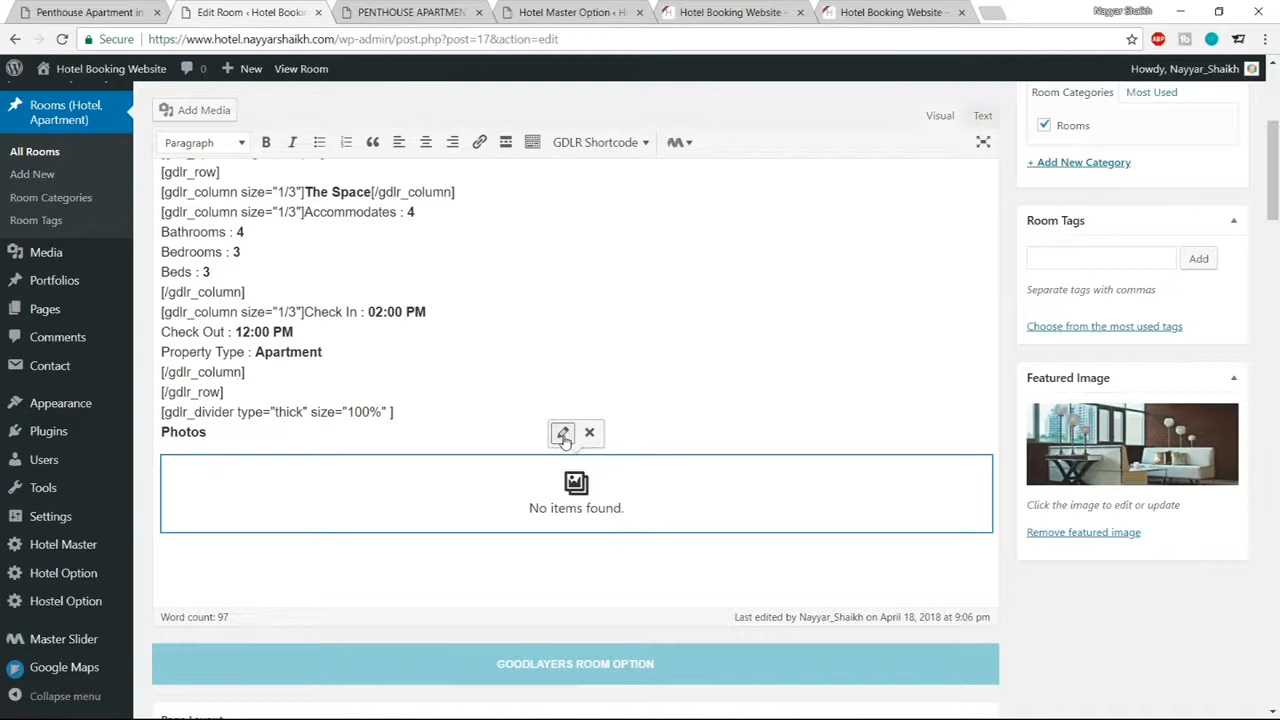 Penthouse Apartment in
Edit Room ‹ Hotel Bookin
PENTHOUSE APARTMEN
Hotel Master Option ‹ H
Hotel Booking Website –
Hotel Booking Website –
Nayyar Shaikh
Secure
https://www.hotel.nayyarshaikh.com/wp-admin/post.php?post=17&action=edit
Hotel Booking Website
0
New
View Room
Howdy, Nayyar_Shaikh
Rooms (Hotel,
Apartment)
All Rooms
Add New
Room Categories
Room Tags
Media
Portfolios
Pages
Comments
Contact
Appearance
Plugins
Users
Tools
Settings
Hotel Master
Hotel Option
Hostel Option
Master Slider
Google Maps
Collapse menu
Add Media
Visual
Text
Paragraph
B
I
GDLR Shortcode
[gdlr_row]
[gdlr_column size="1/3"]The Space[/gdlr_column]
[gdlr_column size="1/3"]Accommodates : 4
Bathrooms : 4
Bedrooms : 3
Beds : 3
[/gdlr_column]
[gdlr_column size="1/3"]Check In : 02:00 PM
Check Out : 12:00 PM
Property Type : Apartment
[/gdlr_column]
[/gdlr_row]
[gdlr_divider type="thick" size="100%" ]
Photos
No items found.
Word count: 97
Last edited by Nayyar_Shaikh on April 18, 2018 at 9:06 pm
GOODLAYERS ROOM OPTION
Room Categories
Most Used
Rooms
+ Add New Category
Room Tags
Add
Separate tags with commas
Choose from the most used tags
Featured Image
Click the image to edit or update
Remove featured image